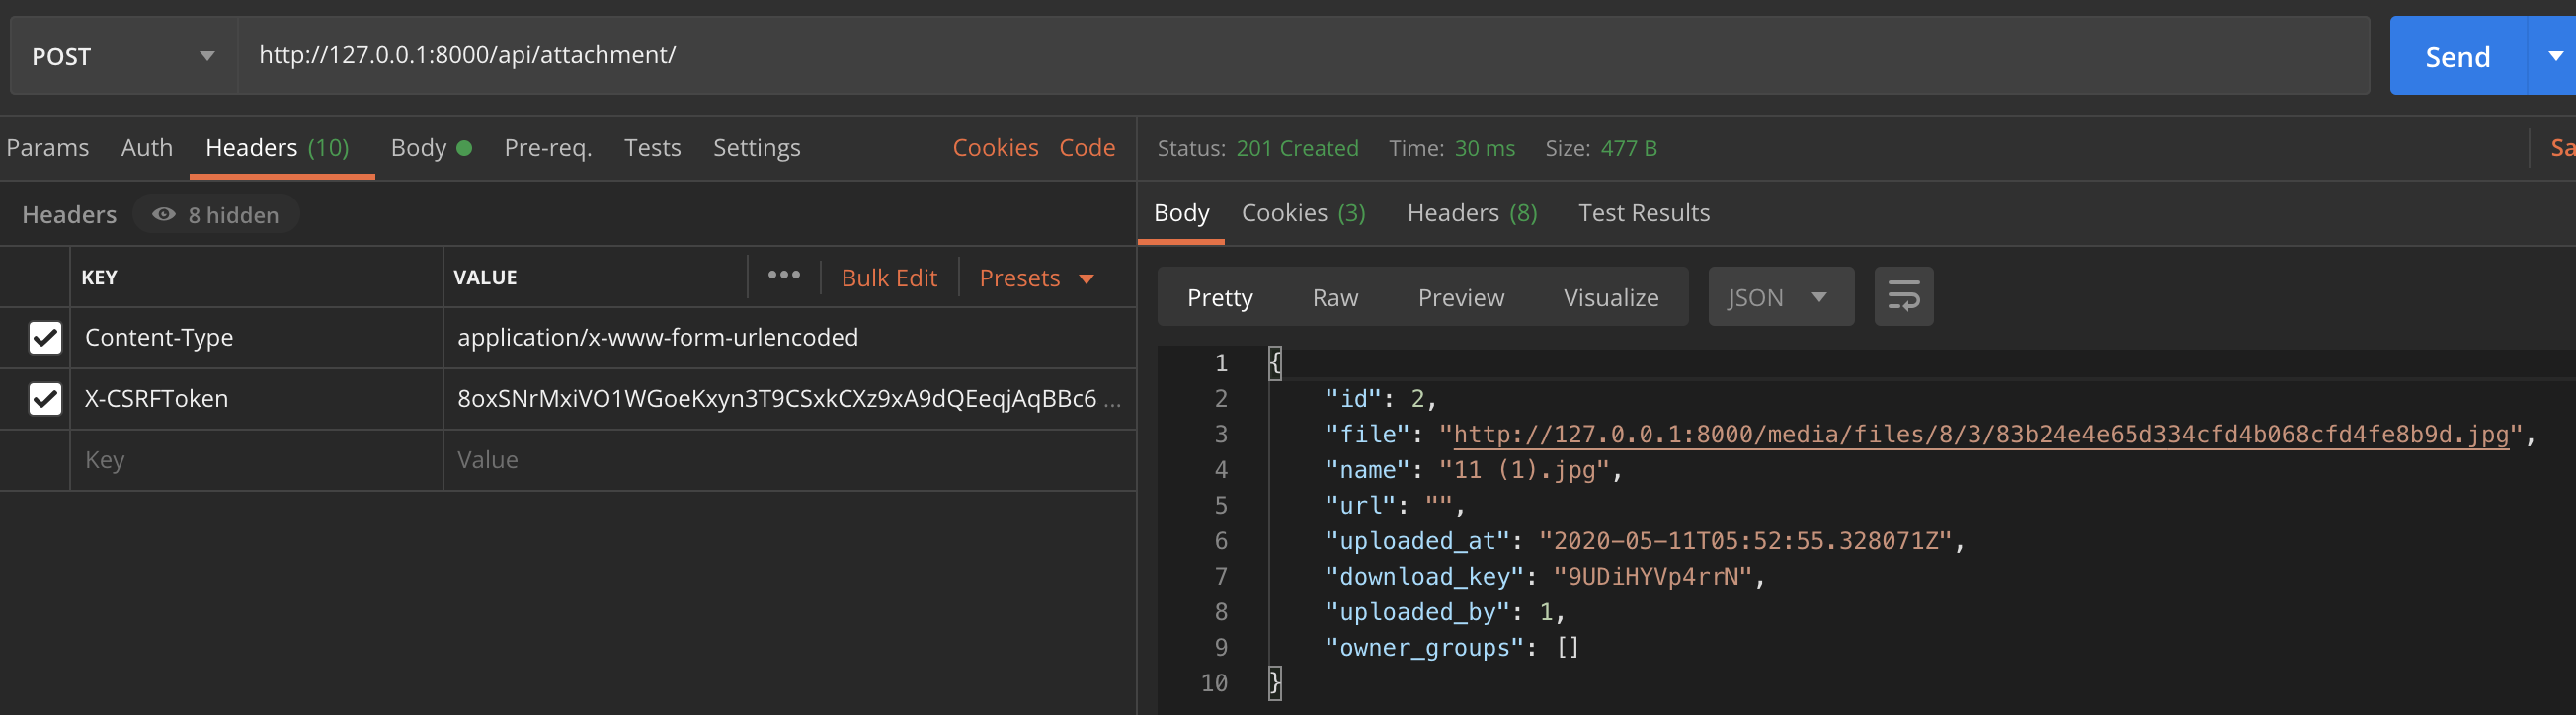 POST http://127.0.0.1:8000/api/attachment/ Send
Params Auth Headers (10) Body Pre-req. Tests Settings Cookies Code
Status: 201 Created Time: 30 ms Size: 477 B Sa
Headers 8 hidden
Body Cookies (3) Headers (8) Test Results
KEY VALUE ••• Bulk Edit Presets
Content-Type application/x-www-form-urlencoded
X-CSRFToken 8oxSNrMxiVO1WGoeKxyn3T9CSxkCXz9xA9dQEeqjAqBBc6 ...
Key Value
Pretty Raw Preview Visualize JSON
1 {
2 "id": 2,
3 "file": "http://127.0.0.1:8000/media/files/8/3/83b24e4e65d334cfd4b068cfd4fe8b9d.jpg",
4 "name": "11 (1).jpg",
5 "url": "",
6 "uploaded_at": "2020-05-11T05:52:55.328071Z",
7 "download_key": "9UDiHYVp4rrN",
8 "uploaded_by": 1,
9 "owner_groups": []
10 }